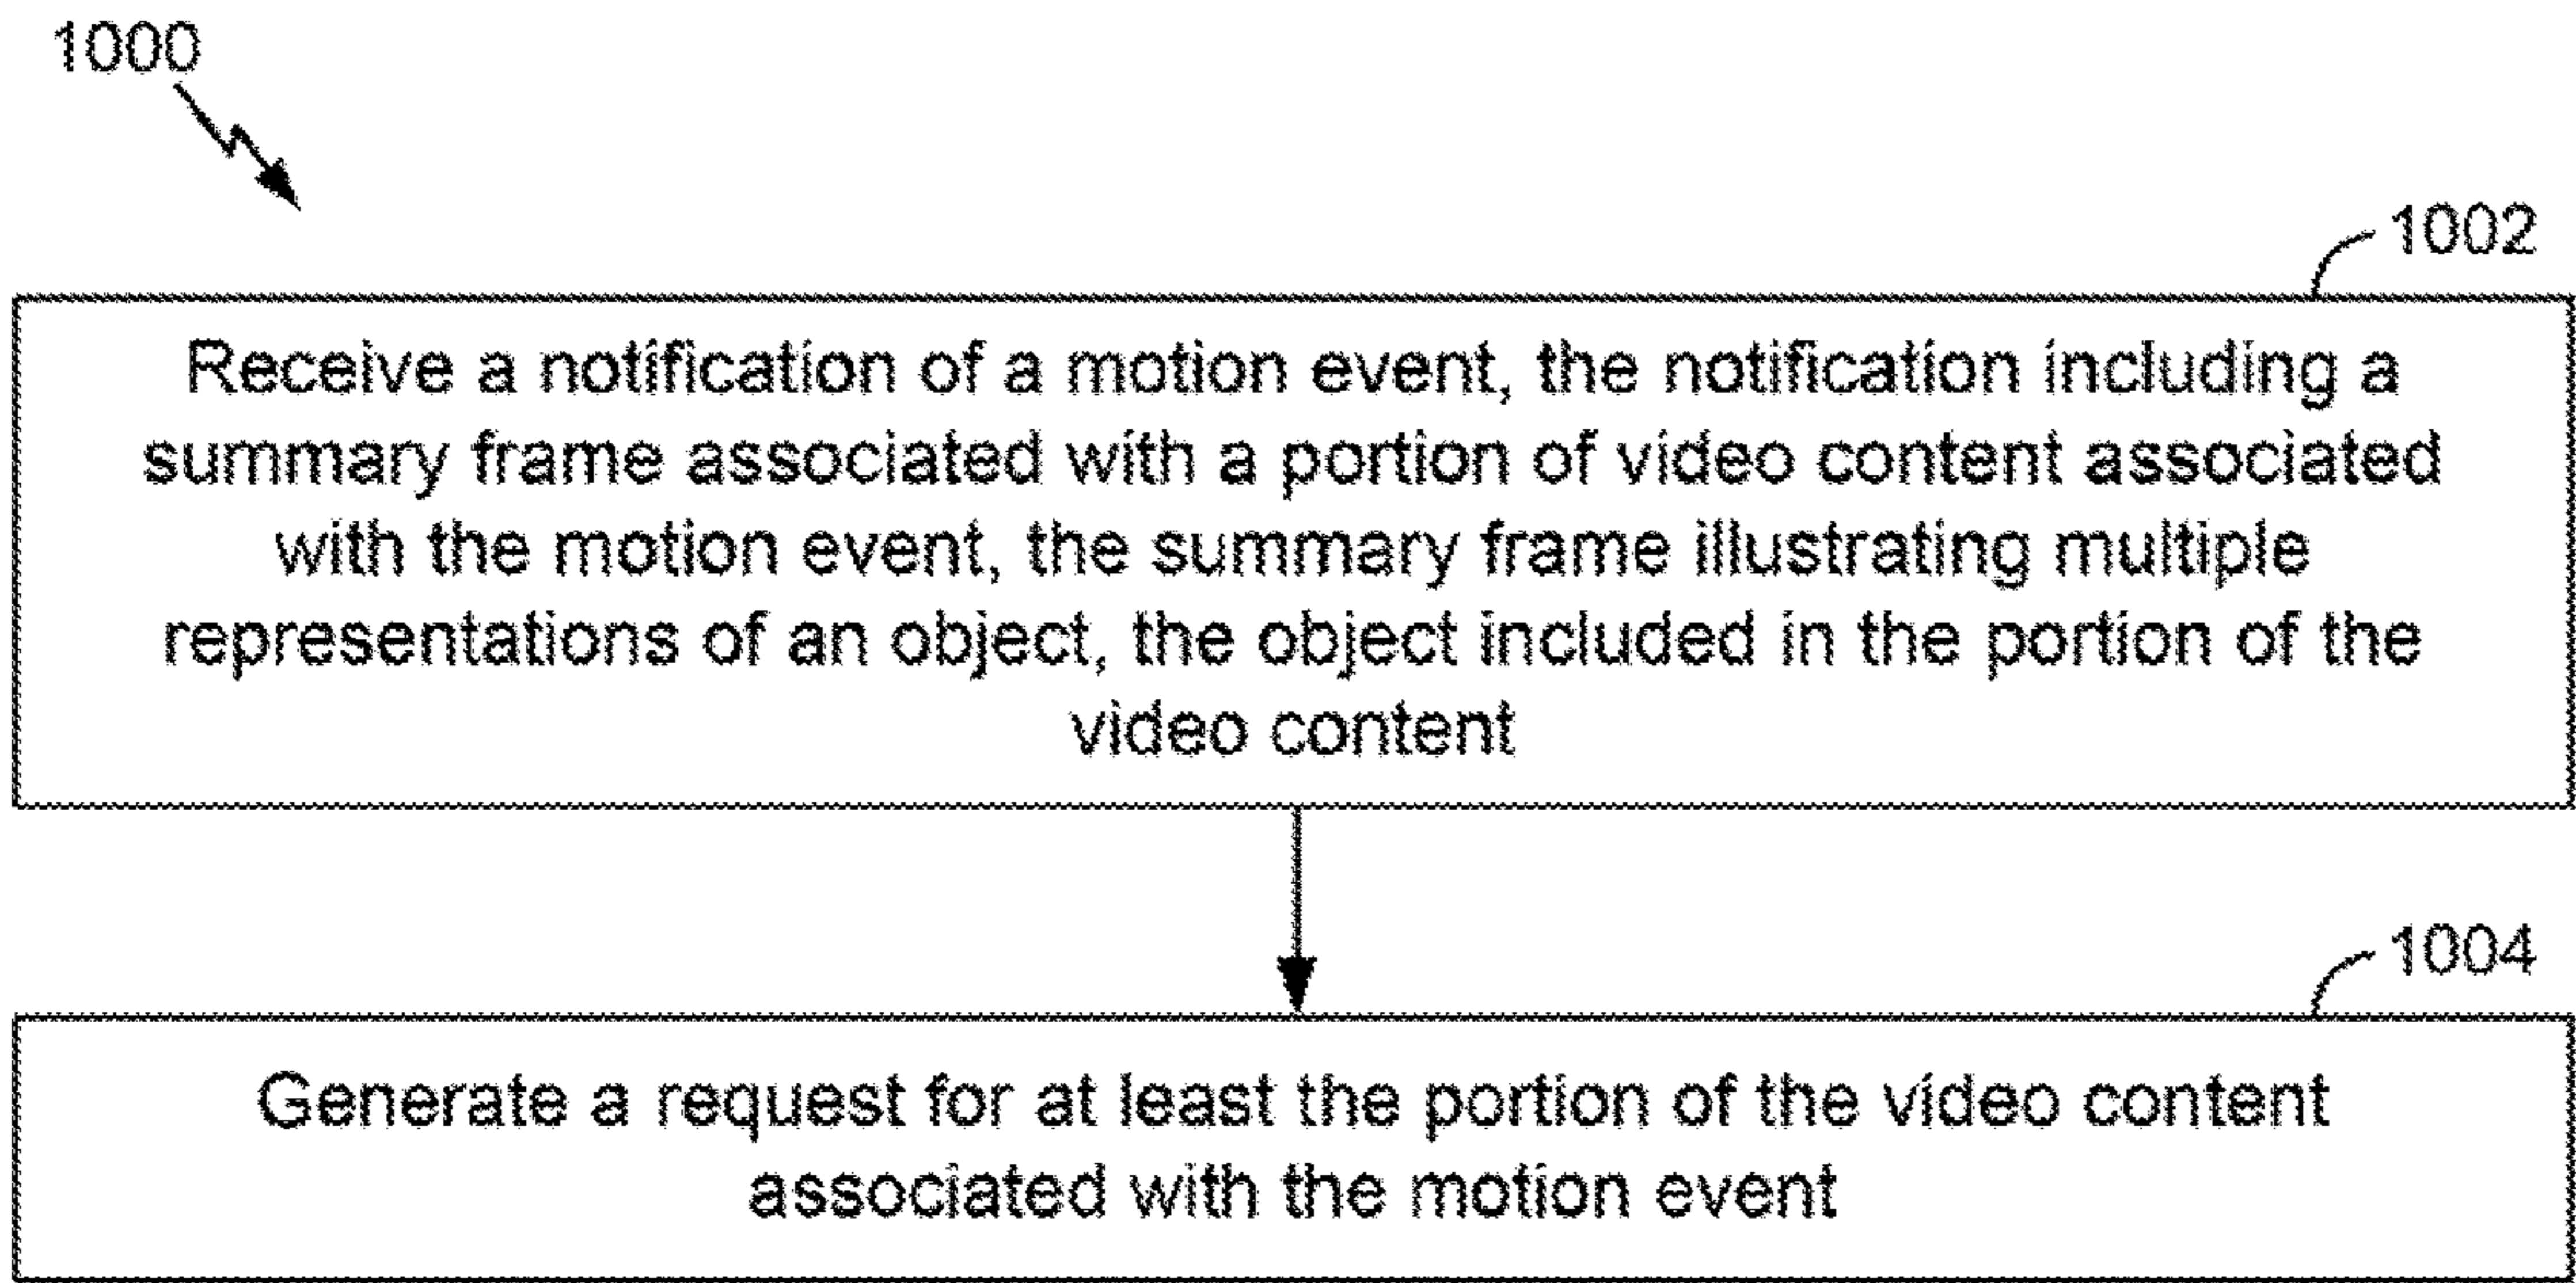 1000
1002
Receive a notification of a motion event, the notification including a
summary frame associated with a portion of video content associated
with the motion event, the summary frame illustrating multiple
representations of an object, the object included in the portion of the
video content
1004
Generate a request for at least the portion of the video content
associated with the motion event